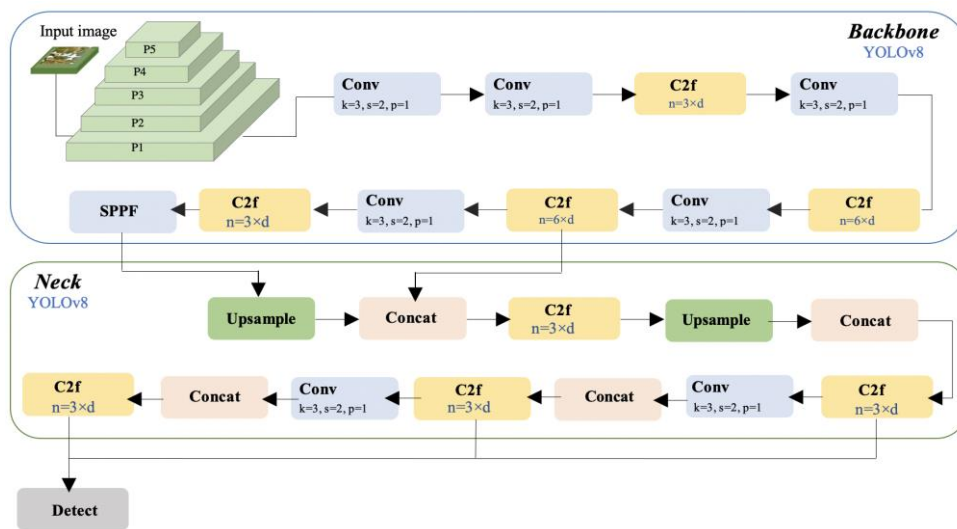 Input image
Backbone
YOLOv8
P5
P4
P3
P2
P1
Conv
k=3, s=2, p=1
Conv
k=3, s=2, p=1
C2f
n=3×d
Conv
k=3, s=2, p=1
SPPF
C2f
n=3×d
Conv
k=3, s=2, p=1
C2f
n=6×d
Conv
k=3, s=2, p=1
C2f
n=6×d
Neck
YOLOv8
Upsample
Concat
C2f
n=3×d
Upsample
Concat
C2f
n=3×d
Concat
Conv
k=3, s=2, p=1
C2f
n=3×d
Concat
Conv
k=3, s=2, p=1
C2f
n=3×d
Detect